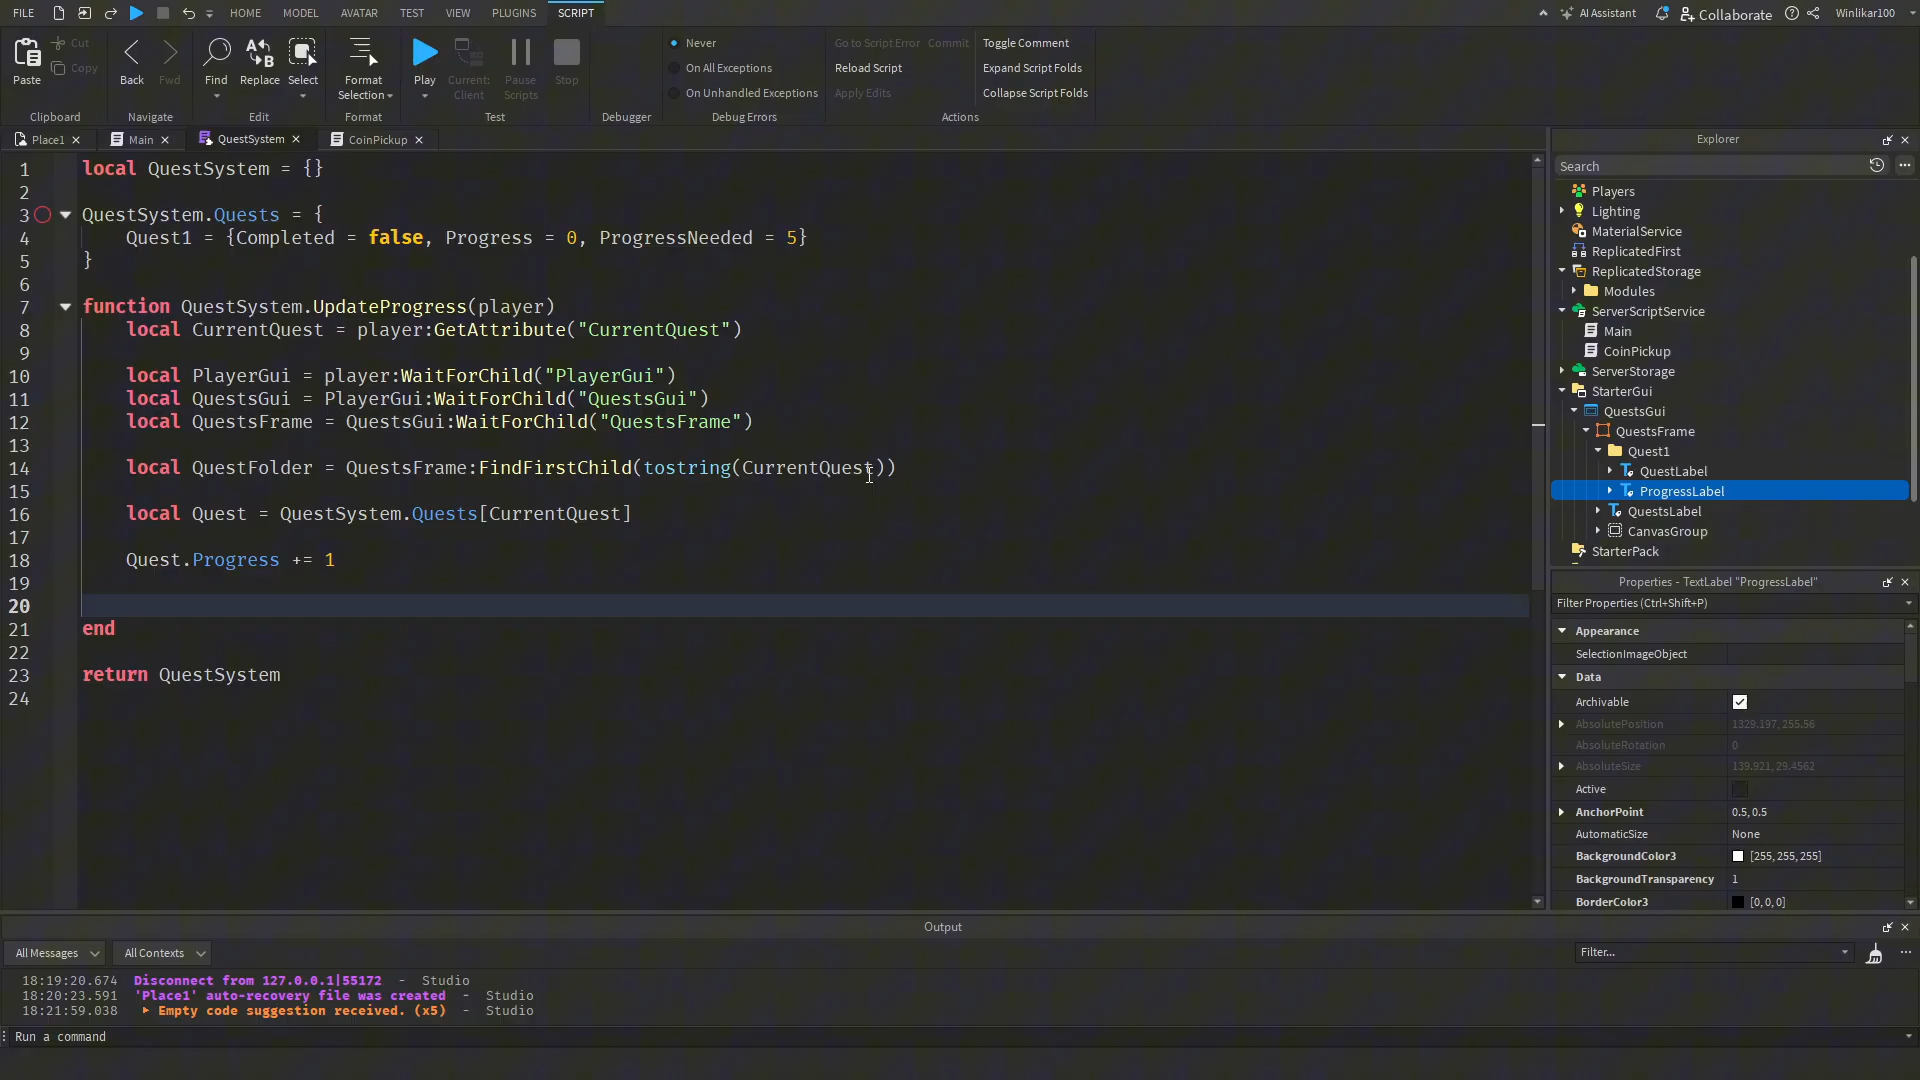 FILE HOME MODEL AVATAR TEST VIEW PLUGINS SCRIPT AI Assistant Collaborate Winlikar100
Paste Cut Copy Back Fwd Find Replace Select Format Selection Play Current: Client Pause Scripts Stop
Never
On All Exceptions
On Unhandled Exceptions
Go to Script Error Commit
Reload Script
Apply Edits
Toggle Comment
Expand Script Folds
Collapse Script Folds
Clipboard Navigate Edit Format Test Debugger Debug Errors Actions
Place1 Main QuestSystem CoinPickup
1 local QuestSystem = {}
2
3 QuestSystem.Quests = {
4 Quest1 = {Completed = false, Progress = 0, ProgressNeeded = 5}
5 }
6
7 function QuestSystem.UpdateProgress(player)
8 local CurrentQuest = player:GetAttribute("CurrentQuest")
9
10 local PlayerGui = player:WaitForChild("PlayerGui")
11 local QuestsGui = PlayerGui:WaitForChild("QuestsGui")
12 local QuestsFrame = QuestsGui:WaitForChild("QuestsFrame")
13
14 local QuestFolder = QuestsFrame:FindFirstChild(tostring(CurrentQuest))
15
16 local Quest = QuestSystem.Quests[CurrentQuest]
17
18 Quest.Progress += 1
19
20
21 end
22
23 return QuestSystem
24
Explorer
Search
Players
Lighting
MaterialService
ReplicatedFirst
ReplicatedStorage
Modules
ServerScriptService
Main
CoinPickup
ServerStorage
StarterGui
QuestsGui
QuestsFrame
Quest1
QuestLabel
ProgressLabel
QuestsLabel
CanvasGroup
StarterPack
Properties - TextLabel "ProgressLabel"
Filter Properties (Ctrl+Shift+P)
Appearance
SelectionImageObject
Data
Archivable
AbsolutePosition 1329.197, 255.56
AbsoluteRotation 0
AbsoluteSize 139.921, 29.4562
Active
AnchorPoint 0.5, 0.5
AutomaticSize None
BackgroundColor3 [255, 255, 255]
BackgroundTransparency 1
BorderColor3 [0, 0, 0]
Output
All Messages All Contexts Filter...
18:19:20.674 Disconnect from 127.0.0.1|55172 - Studio
18:20:23.591 'Place1' auto-recovery file was created - Studio
18:21:59.038 Empty code suggestion received. (x5) - Studio
Run a command